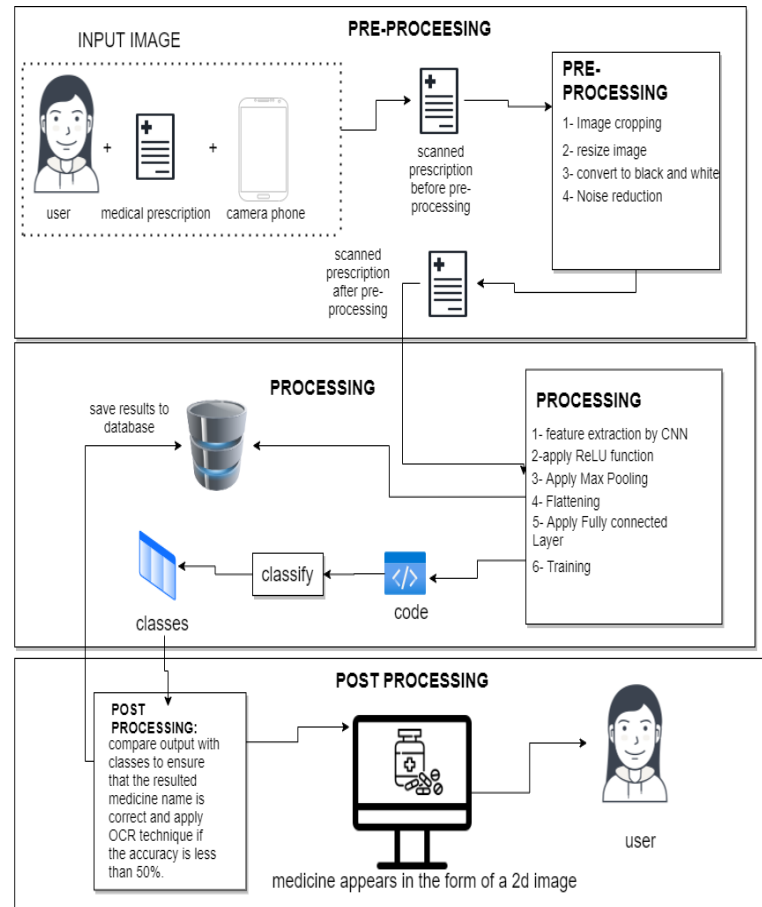 PRE-PROCEESING
INPUT IMAGE
+
+
user
medical prescription
camera phone
scanned
prescription
before pre-
processing
PRE-
PROCESSING
1- Image cropping
2- resize image
3- convert to black and white
4- Noise reduction
scanned
prescription
after pre-
processing
PROCESSING
save results to
database
PROCESSING
1- feature extraction by CNN
2-apply ReLU function
3- Apply Max Pooling
4- Flattening
5- Apply Fully connected
Layer
6- Training
code
classify
classes
POST PROCESSING
POST
PROCESSING:
compare output with
classes to ensure
that the resulted
medicine name is
correct and apply
OCR technique if
the accuracy is less
than 50%.
medicine appears in the form of a 2d image
user